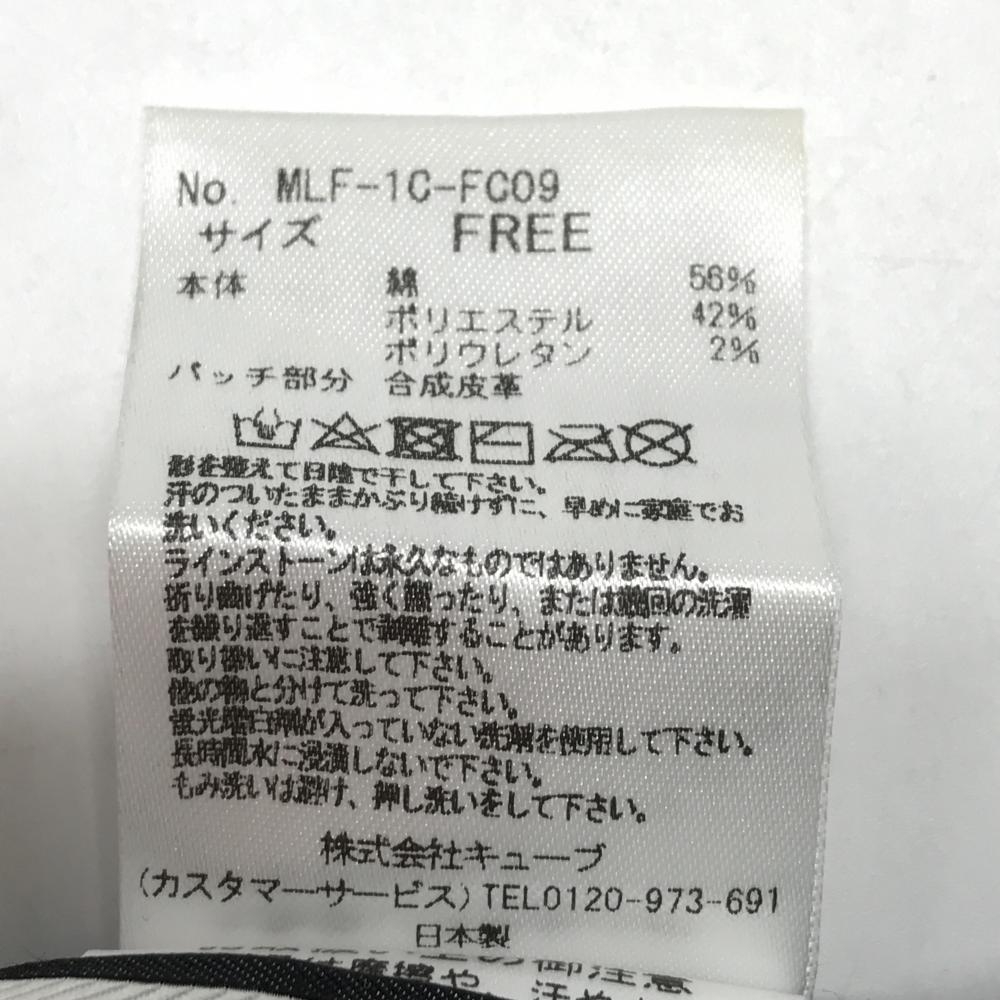 No. MLF-1C-FC09
サイズ FREE
本体 綿 56%
ポリエステル 42%
ポリウレタン 2%
パッチ部分 合成皮革
形を整えて日陰で干して下さい。
汗のついたままかぶり続けずに、早めに家庭でお
洗いください。
ラインストーンは永久なものではありません。
折り曲げたり、強く擦ったり、または数回の洗濯
を繰り返すことで剥離することがあります。
取り扱いに注意して下さい。
他の物と分けて洗って下さい。
蛍光増白剤が入っていない洗剤を使用して下さい。
長時間水に浸漬しないで下さい。
もみ洗いは避け、押し洗いをして下さい。
株式会社キューブ
(カスタマーサービス)TEL0120-973-691
日本製
の御注意
摩擦や、汗